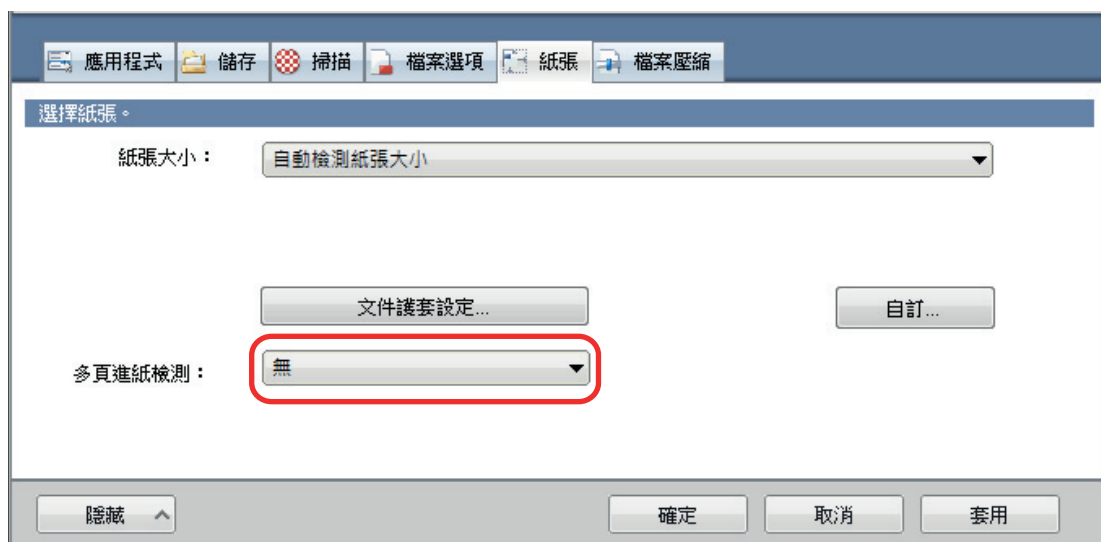 應用程式 儲存 掃描 檔案選項 紙張 檔案壓縮
選擇紙張。
紙張大小： 自動檢測紙張大小
文件護套設定... 自訂...
多頁進紙檢測： 無
隱藏 確定 取消 套用